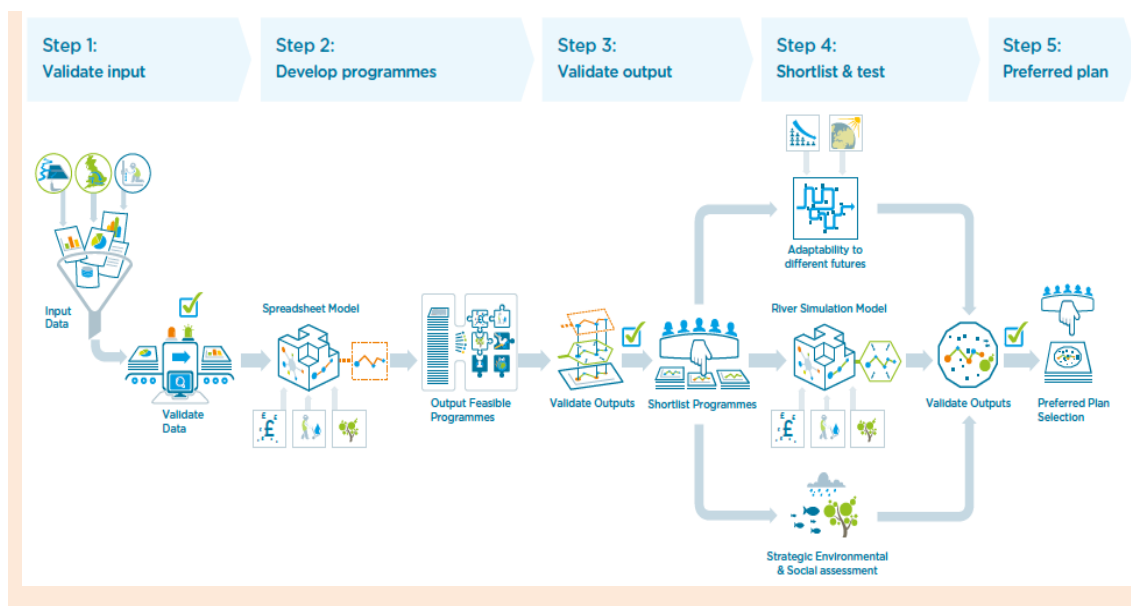 Step 1:
Validate input
Step 2:
Develop programmes
Step 3:
Validate output
Step 4:
Shortlist & test
Step 5:
Preferred plan
Input
Data
Validate
Data
Spreadsheet Model
£
£
£
£
Output Feasible
Programmes
Validate Outputs
Shortlist Programmes
Adaptability to
different futures
River Simulation Model
£
£
£
£
Strategic Environmental
& Social assessment
Validate Outputs
Preferred Plan
Selection